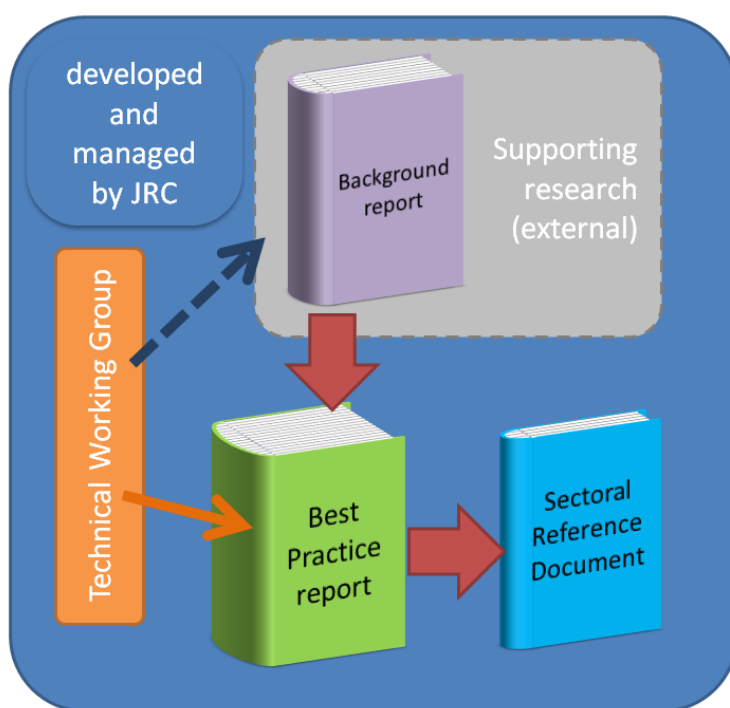 developed
and
managed
by JRC
Background
report
Supporting
research
(external)
Technical Working Group
Best
Practice
report
Sectoral
Reference
Document